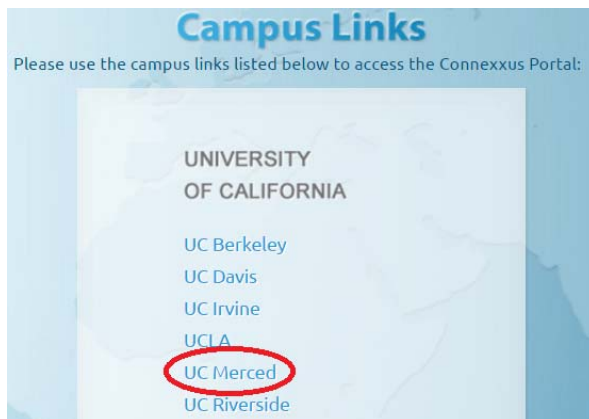 Campus Links
Please use the campus links listed below to access the Connexxus Portal:
UNIVERSITY
OF CALIFORNIA
UC Berkeley
UC Davis
UC Irvine
UCLA
UC Merced
UC Riverside